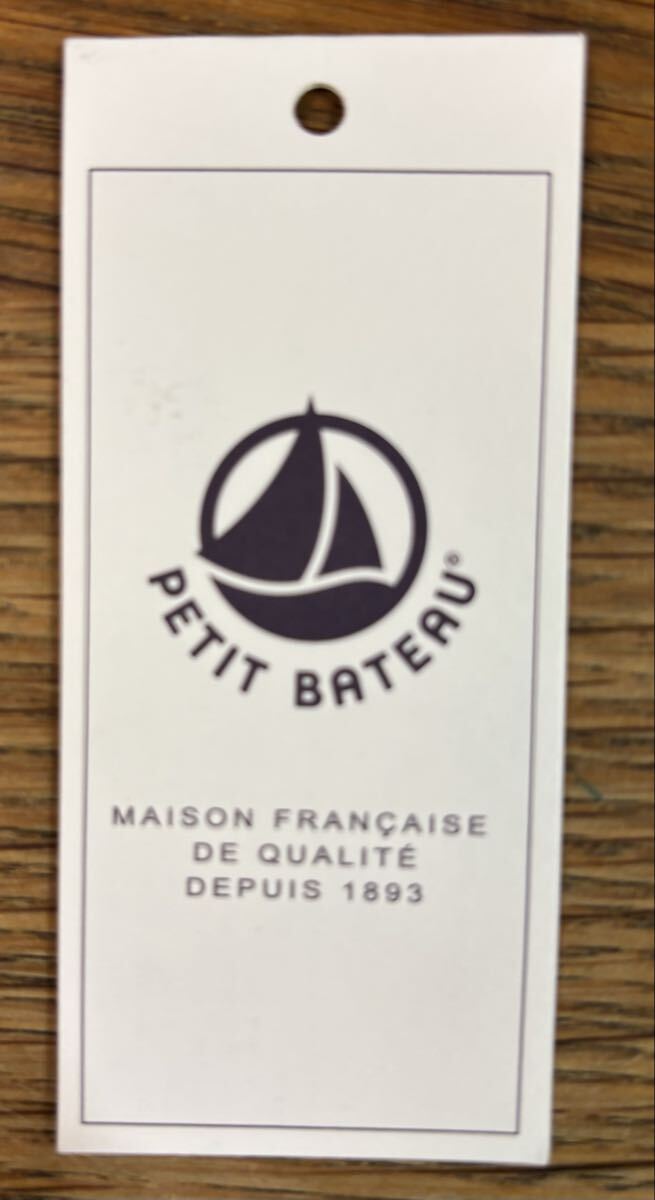 PETIT BATEAU®
MAISON FRANÇAISE
DE QUALITÉ
DEPUIS 1893